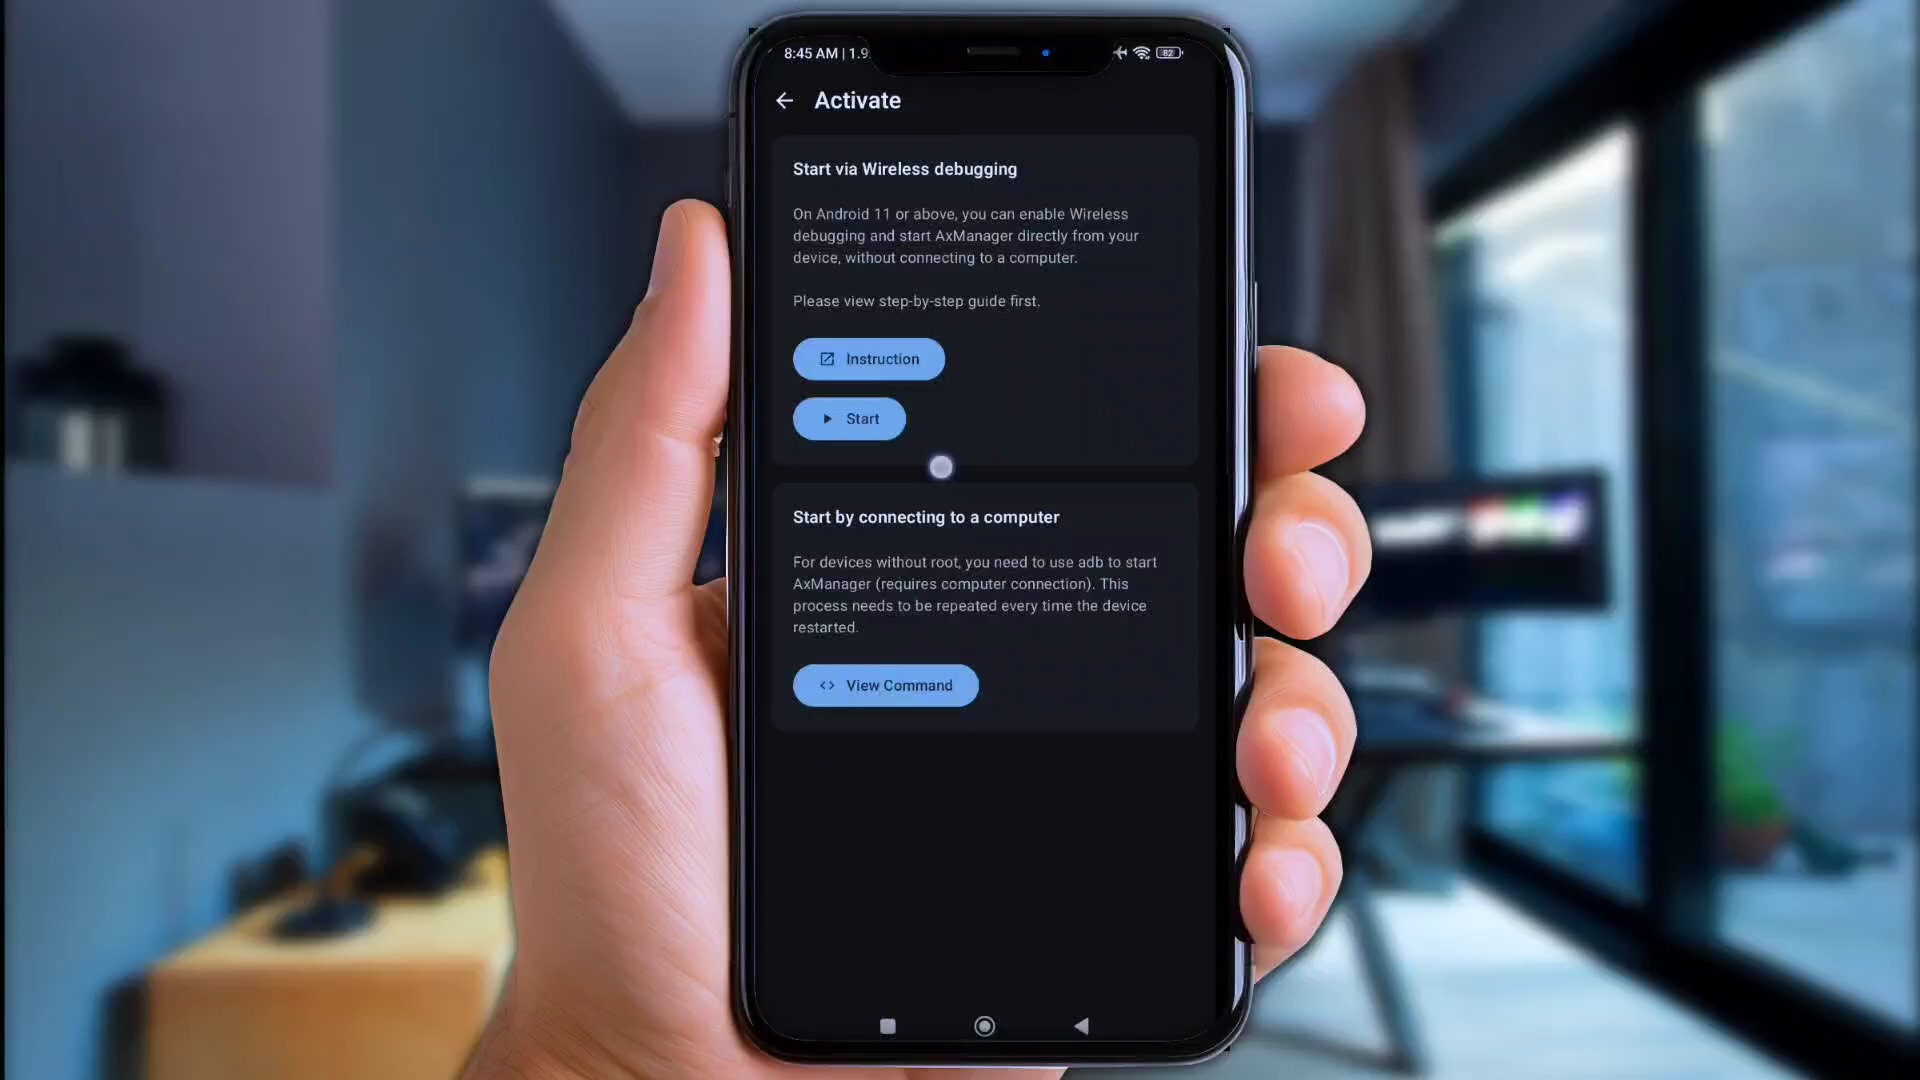 8:45 AM | 1.9
82
Activate
Start via Wireless debugging
On Android 11 or above, you can enable Wireless
debugging and start AxManager directly from your
device, without connecting to a computer.
Please view step-by-step guide first.
Instruction
Start
Start by connecting to a computer
For devices without root, you need to use adb to start
AxManager (requires computer connection). This
process needs to be repeated every time the device
restarted.
<> View Command